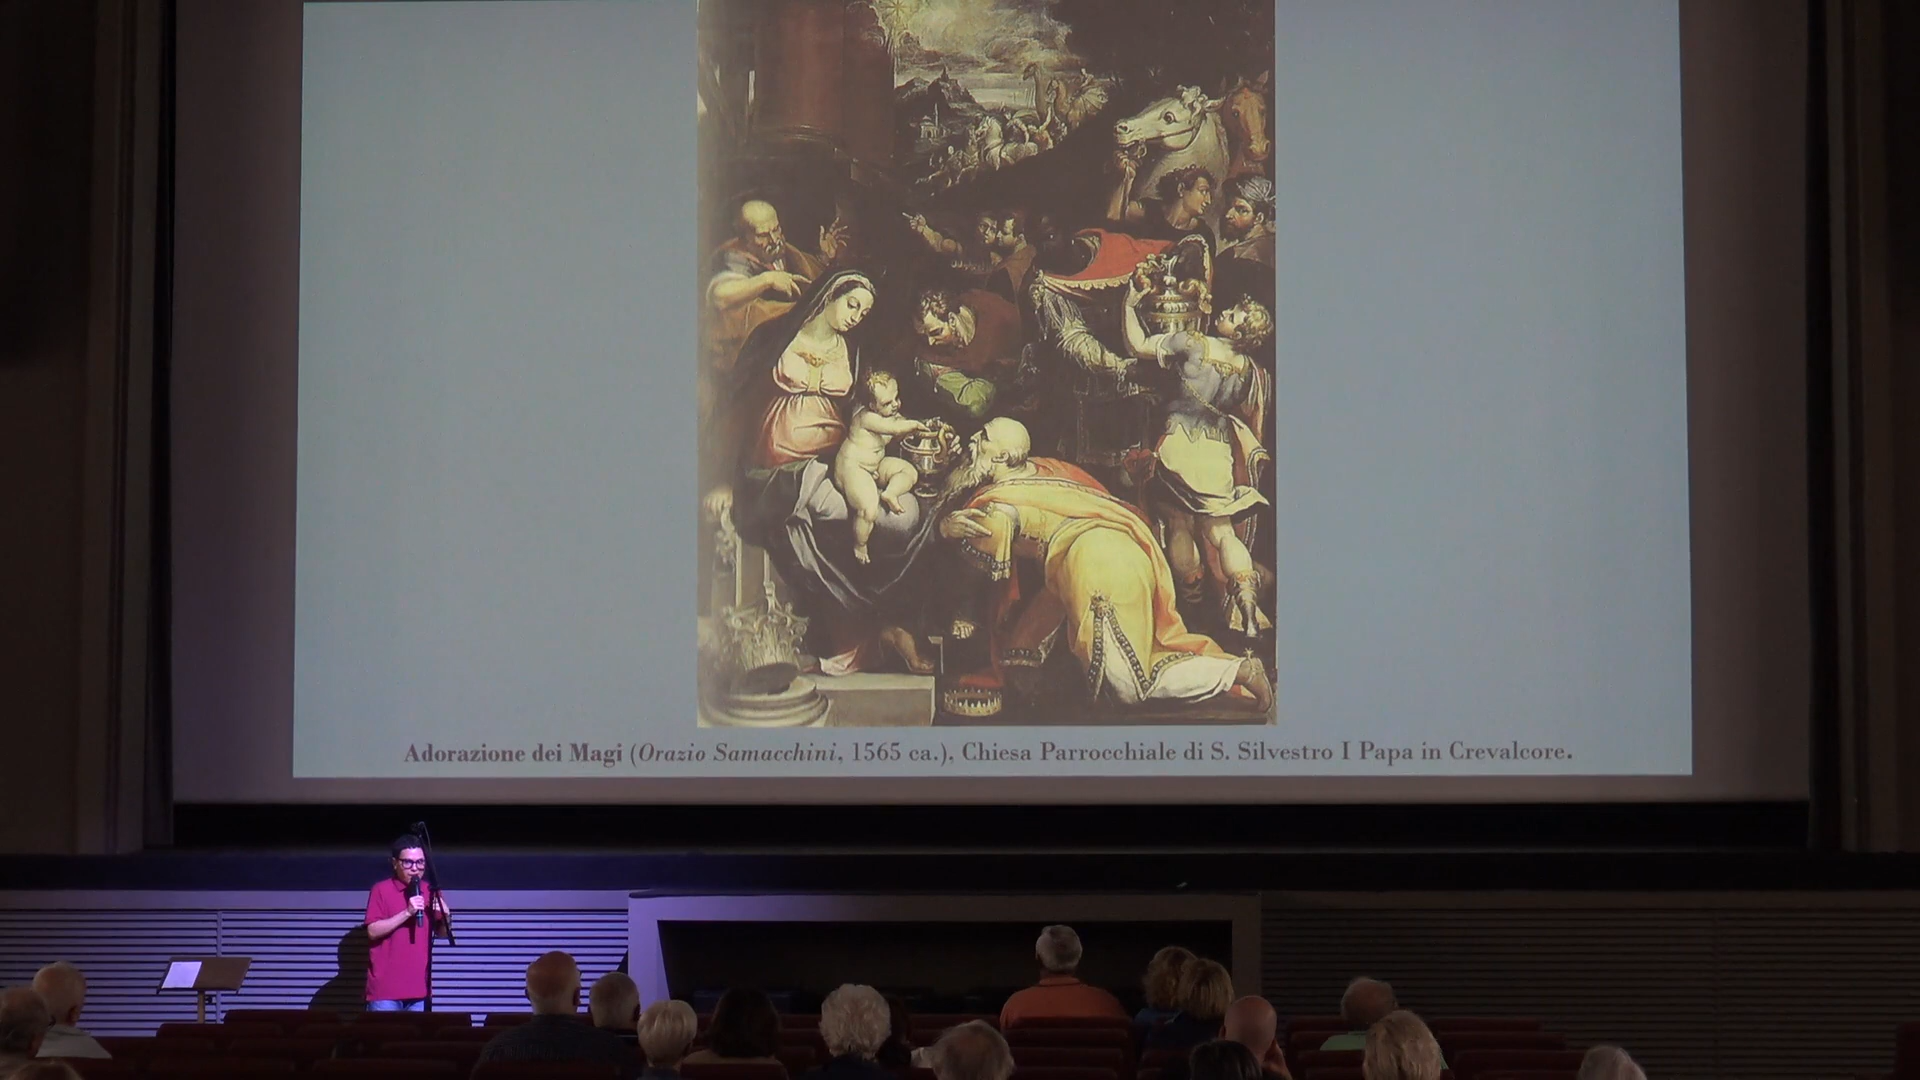 Adorazione dei Magi (Orazio Samacchini, 1565 ca.), Chiesa Parrocchiale di S. Silvestro I Papa in Crevalcore.